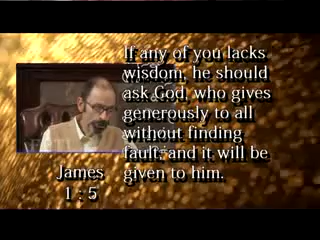 If any of you lacks
wisdom, he should
ask God, who gives
generously to all
without finding
fault, and it will be
given to him.
James
1 : 5